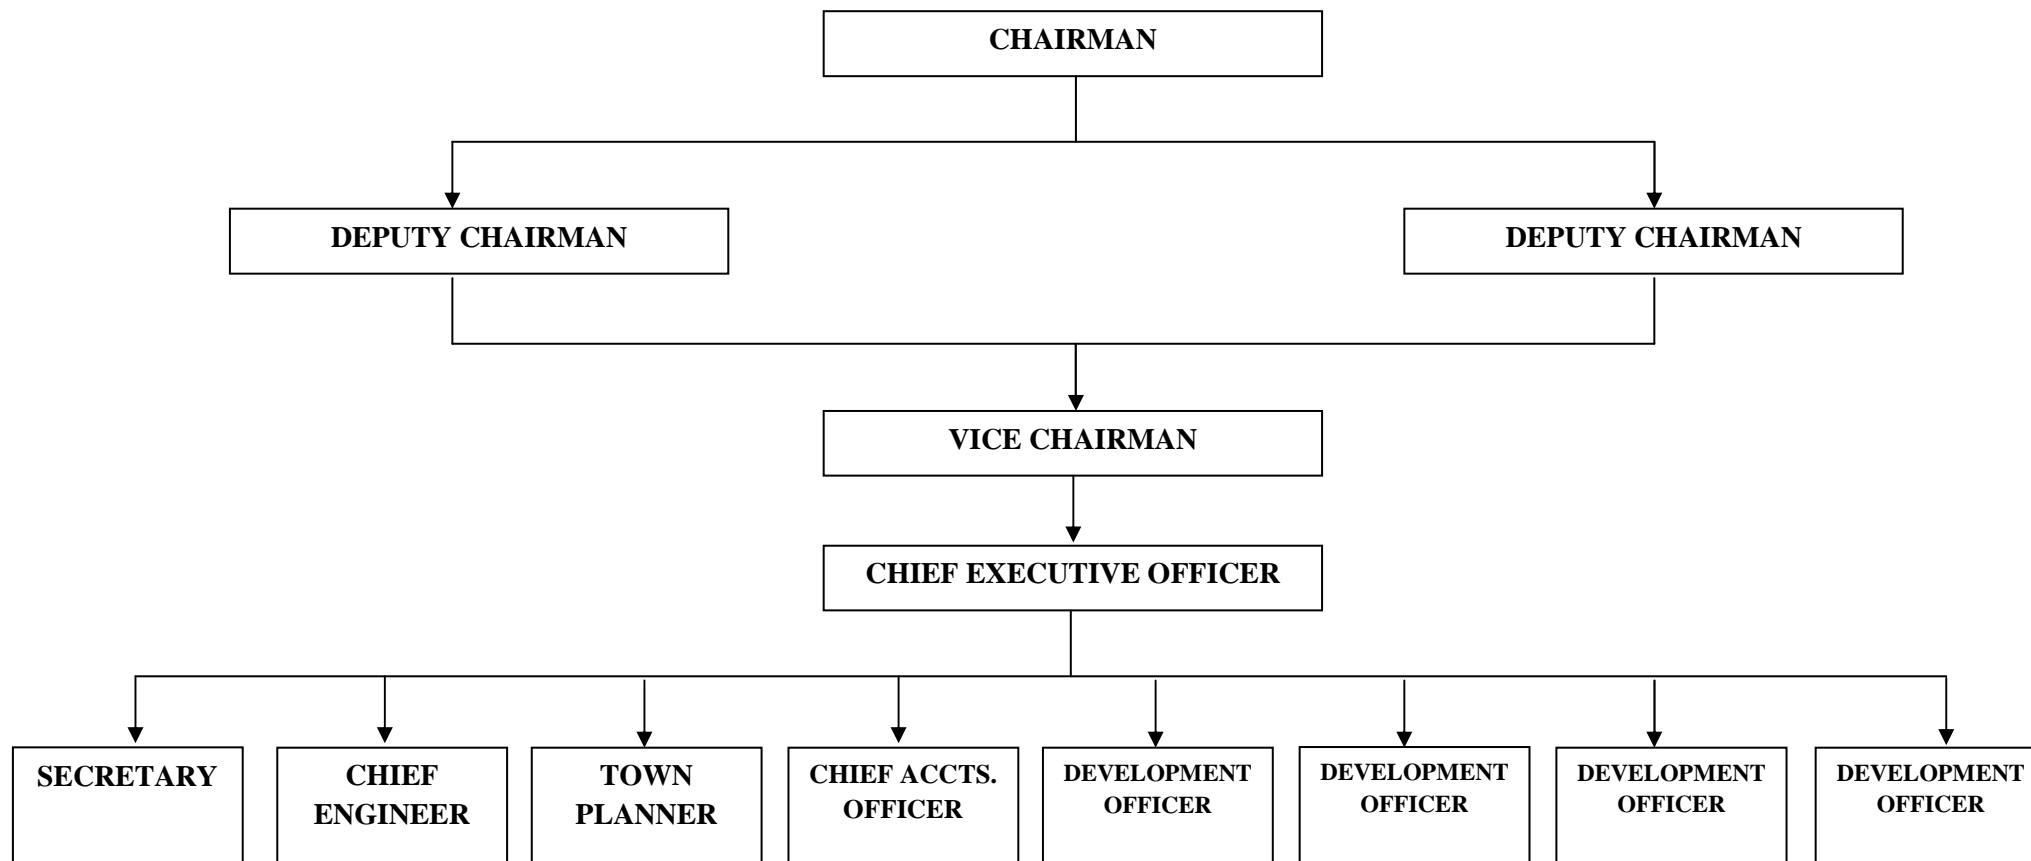 CHAIRMAN
DEPUTY CHAIRMAN
DEPUTY CHAIRMAN
VICE CHAIRMAN
CHIEF EXECUTIVE OFFICER
SECRETARY
CHIEF
ENGINEER
TOWN
PLANNER
CHIEF ACCTS.
OFFICER
DEVELOPMENT
OFFICER
DEVELOPMENT
OFFICER
DEVELOPMENT
OFFICER
DEVELOPMENT
OFFICER